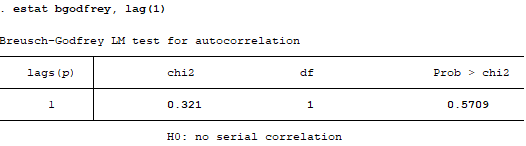 . estat bgodfrey, lag(1)
Breusch-Godfrey LM test for autocorrelation
lags(p) chi2 df Prob > chi2
1 0.321 1 0.5709
H0: no serial correlation